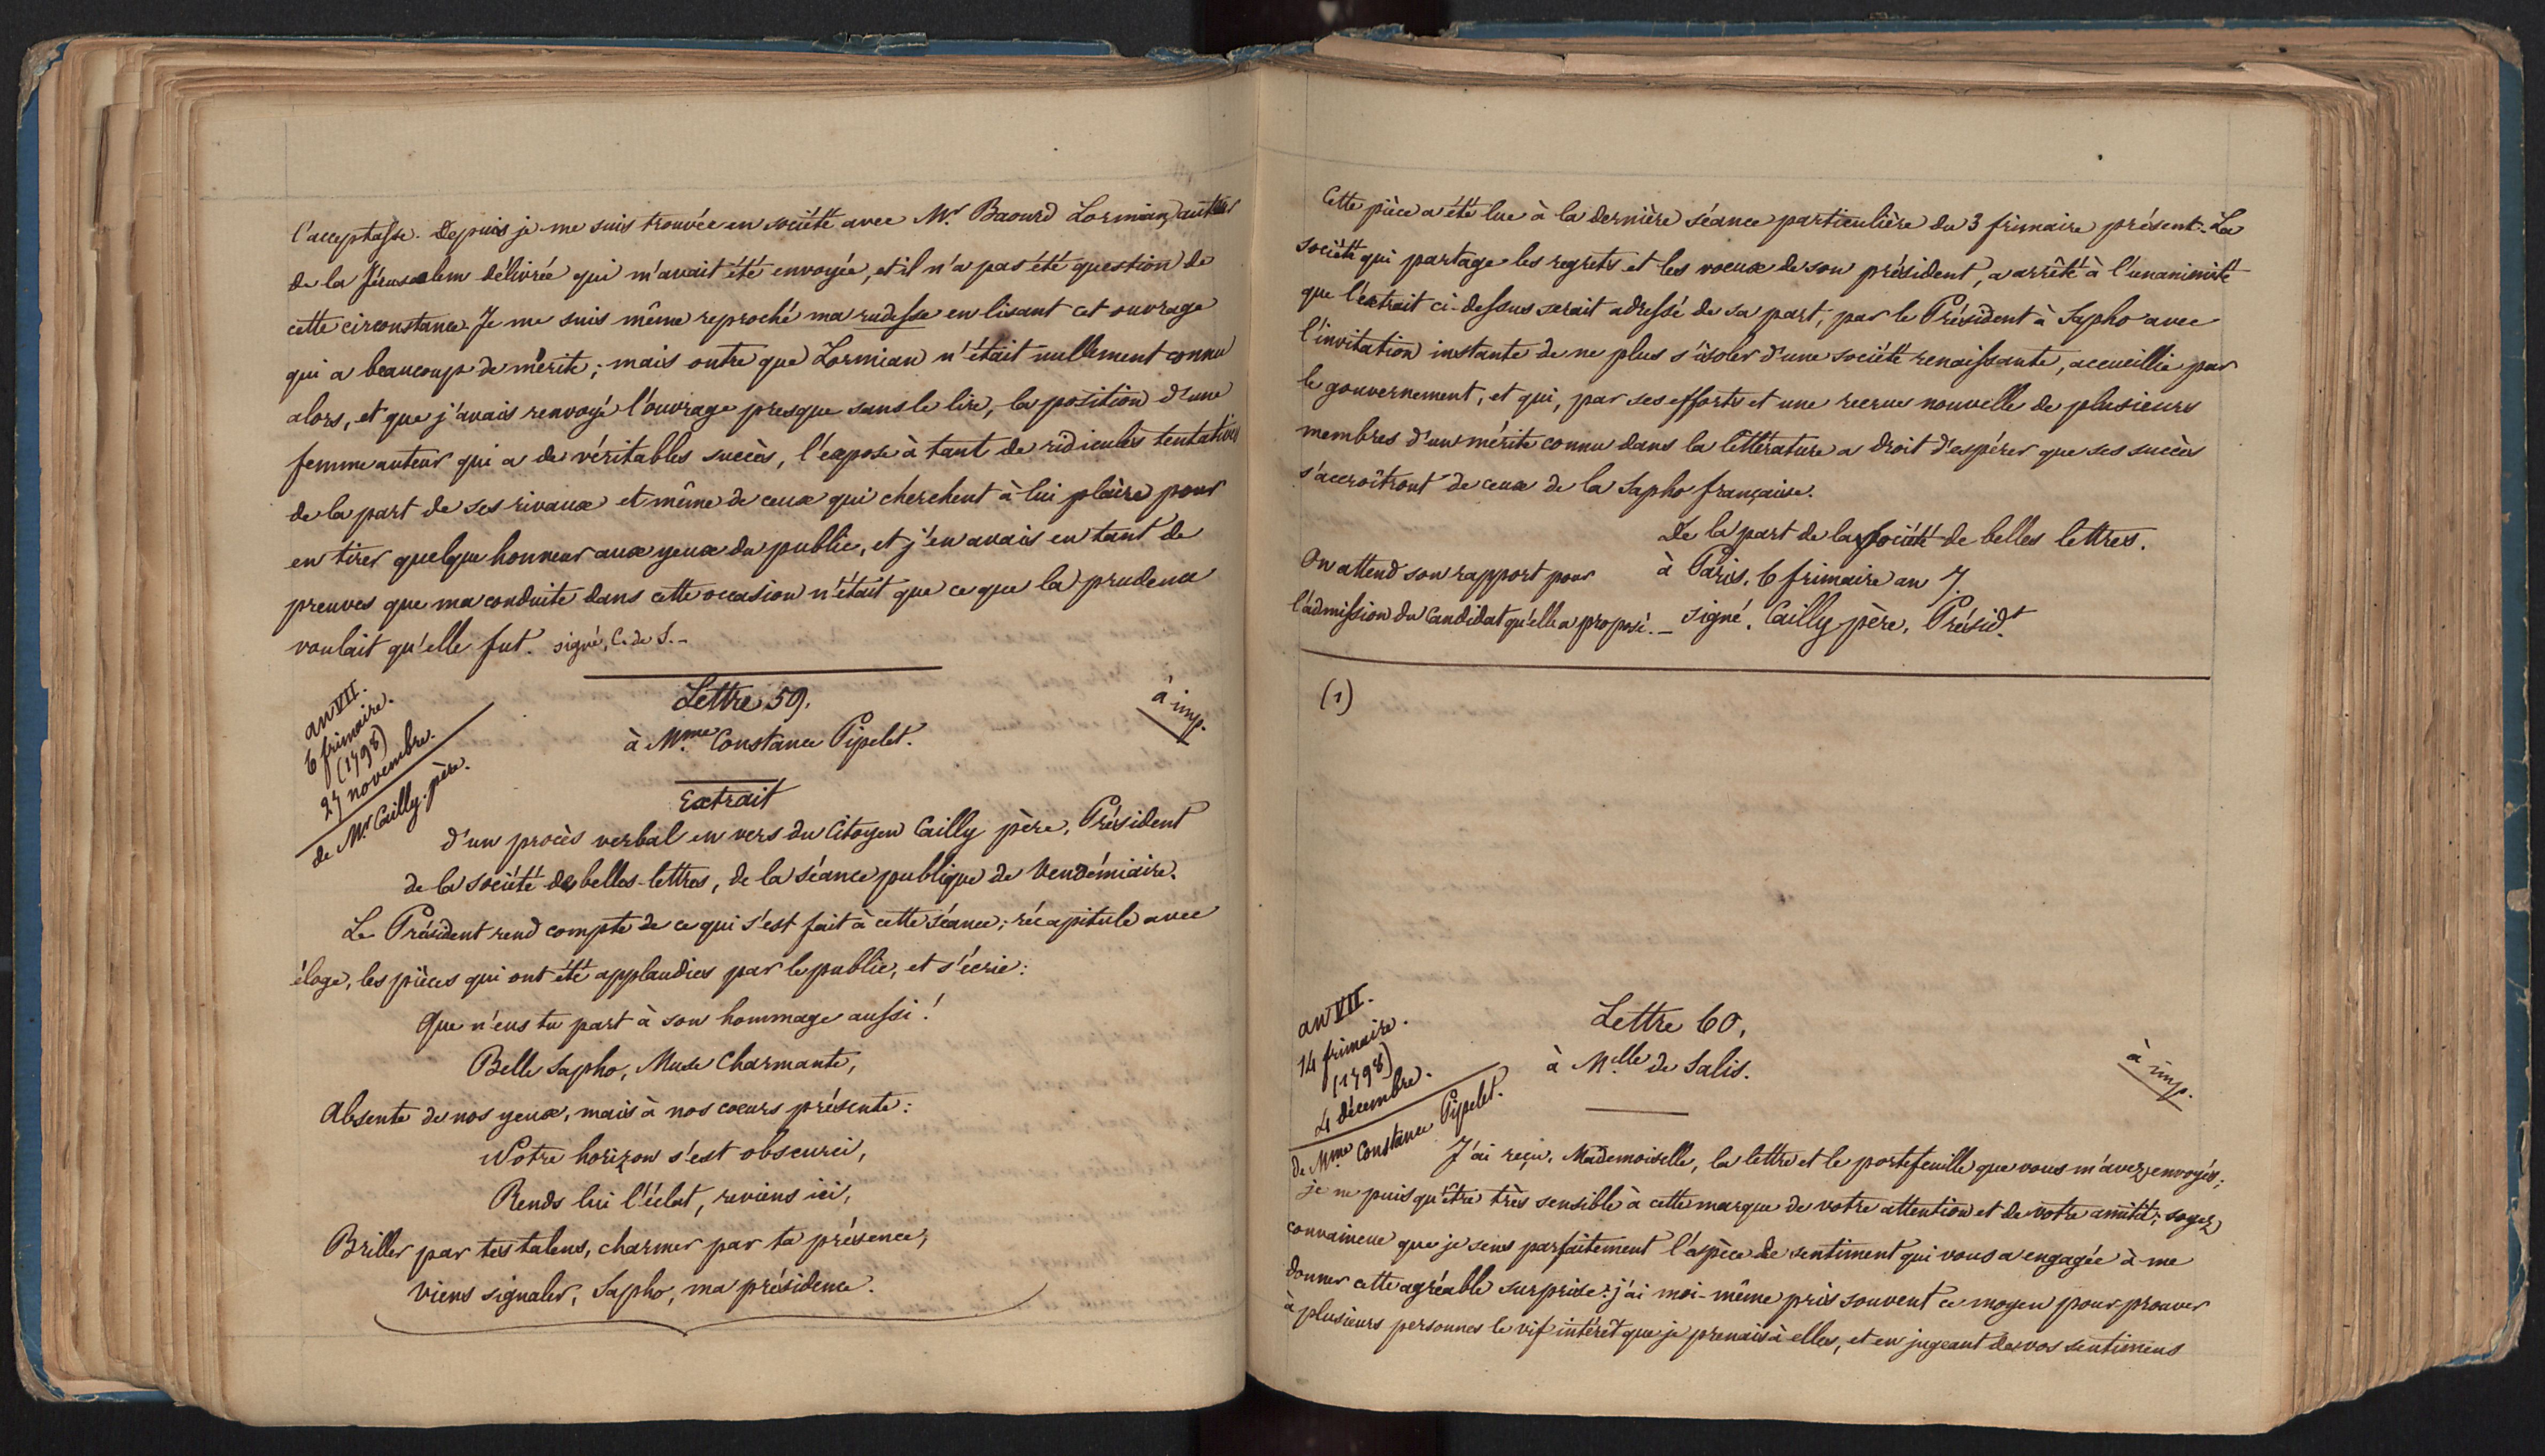 l'acceptasse. Depuis je me suis trouvée en société avec Mr. Baourd Lormian, auteur
de la Jérusalem délivrée qui m'avait été envoyée, et il n'a pas été question de
cette circonstance. Je me suis même reproché ma rudesse en lisant cet ouvrage
qui a beaucoup de mérite; mais outre que Lormian n'était nullement connu
alors, et que j'avais renvoyé l'ouvrage presque sans le lire, la position d'une
femme auteur qui a de véritables succès, l'expose à tant de ridicules tentatives
de la part de ses rivaux et même de ceux qui cherchent à lui plaire pour
en tirer quelque honneur aux yeux du public, et j'en avais eu tant de
preuves que ma conduite dans cette occasion n'était que ce que la prudence
voulait qu'elle fut. signé, C. de S. -
an VII.
6 frimaire.
(1798)
27 novembre.
de Mr. Cailly père.
Lettre 59.
à imp.
à Mme. Constance Pipelet.
Extrait
d'un procès verbal en vers du Citoyen Cailly père, Président
de la société des belles-lettres, de la séance publique de Vendémiaire.
Le Président rend compte de ce qui s'est fait à cette séance; récapitule avec
éloge, les pièces qui ont été applaudies par le public, et s'écrie:
Que n'eus tu part à son hommage aussi!
Belle Sapho, Muse Charmante,
Absente de nos yeux, mais à nos coeurs présente:
Notre horizon s'est obscurci,
Rends lui l'éclat, reviens ici,
Briller par tes talens, charmer par ta présence;
Viens signaler, Sapho, ma présidence.
Cette pièce a été lue à la dernière séance particulière du 3 frimaire présent. La
société qui partage les regrets et les voeux de son président, a arrêté à l'unanimité
que l'extrait ci-dessus serait adressé de sa part, par le Président à Sapho avec
l'invitation instante de ne plus s'isoler d'une société renaissante, accueillie par
le gouvernement, et qui, par ses efforts et une recrue nouvelle de plusieurs
membres d'un mérite connu dans la littérature a droit d'espérer que ses succès
s'accroîtront de ceux de la Sapho française.
De la part de la société de belles lettres.
On attend son rapport pour à Paris, 6 frimaire an 7.
l'admission du Candidat qu'elle a proposé. - signé, Cailly père, Présidt.
(1)
an VII.
14 frimaire.
(1798)
4 décembre.
De Mme Constance Pipelet.
Lettre 60.
à Melle de Salis.
à imp.
J'ai reçu, Mademoiselle, la lettre et le portefeuille que vous m'avez envoyés;
je ne puis qu'être très sensible à cette marque de votre attention et de votre amitié; soyez
convaincue que je sens parfaitement l'espèce de sentiment qui vous a engagée à me
donner cette agréable surprise: j'ai moi-même pris souvent ce moyen pour prouver
à plusieurs personnes le vif intérêt que je prenais à elles, et en jugeant de vos sentimens